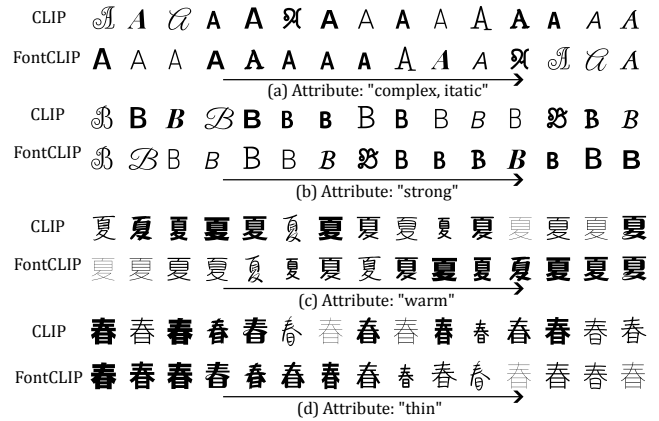 CLIP A A A A A A A A A A A A A A A
FontCLIP A A A A A A A A A A A A A A A
(a) Attribute: "complex, itatic"
CLIP B B B B B B B B B B B B B B B
FontCLIP B B B B B B B B B B B B B B B
(b) Attribute: "strong"
CLIP 夏 夏 夏 夏 夏 夏 夏 夏 夏 夏 夏 夏 夏 夏 夏
FontCLIP 夏 夏 夏 夏 夏 夏 夏 夏 夏 夏 夏 夏 夏 夏 夏
(c) Attribute: "warm"
CLIP 春 春 春 春 春 春 春 春 春 春 春 春 春 春 春
FontCLIP 春 春 春 春 春 春 春 春 春 春 春 春 春 春 春
(d) Attribute: "thin"